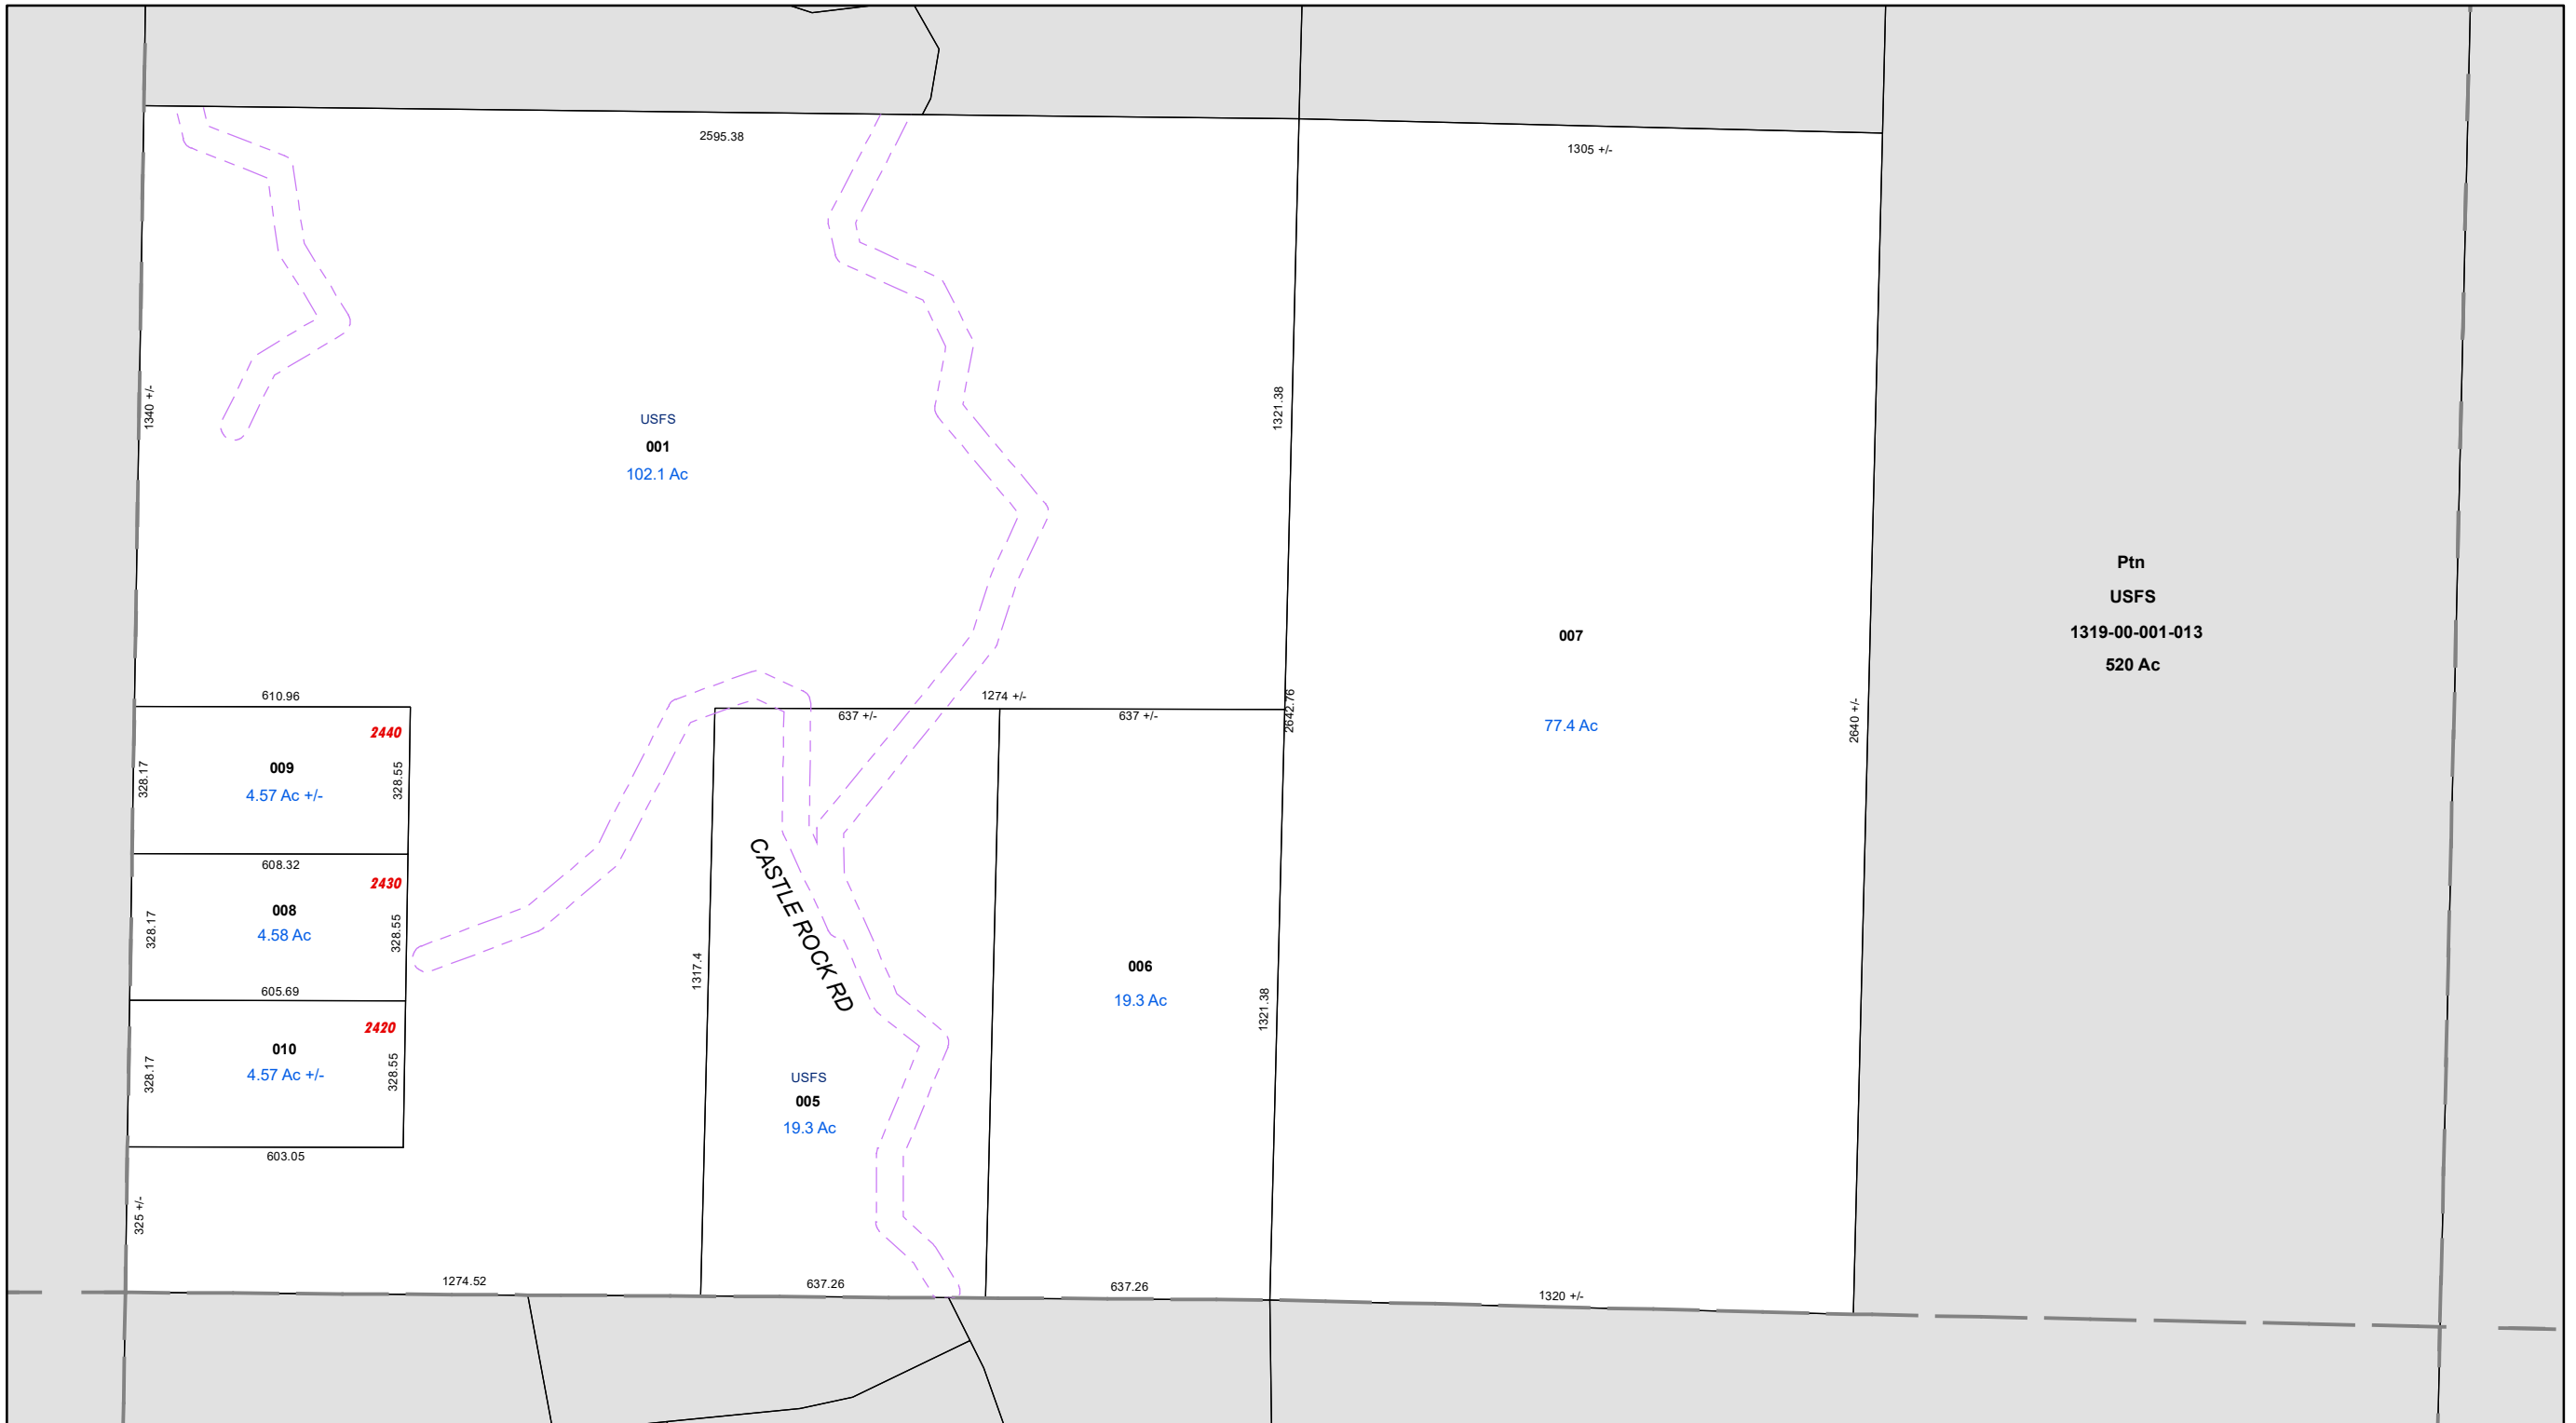 2595.38
1305 +/-
1340 +/-
1321.38
USFS
001
102.1 Ac
Ptn
USFS
1319-00-001-013
520 Ac
007
77.4 Ac
2640 +/-
2642.76
610.96
1274 +/-
637 +/-
637 +/-
2440
009
4.57 Ac +/-
328.17
328.55
608.32
2430
008
4.58 Ac
328.17
328.55
605.69
2420
010
4.57 Ac +/-
328.17
328.55
603.05
325 +/-
1317.4
CASTLE ROCK RD
USFS
005
19.3 Ac
006
19.3 Ac
1321.38
1274.52
637.26
637.26
1320 +/-